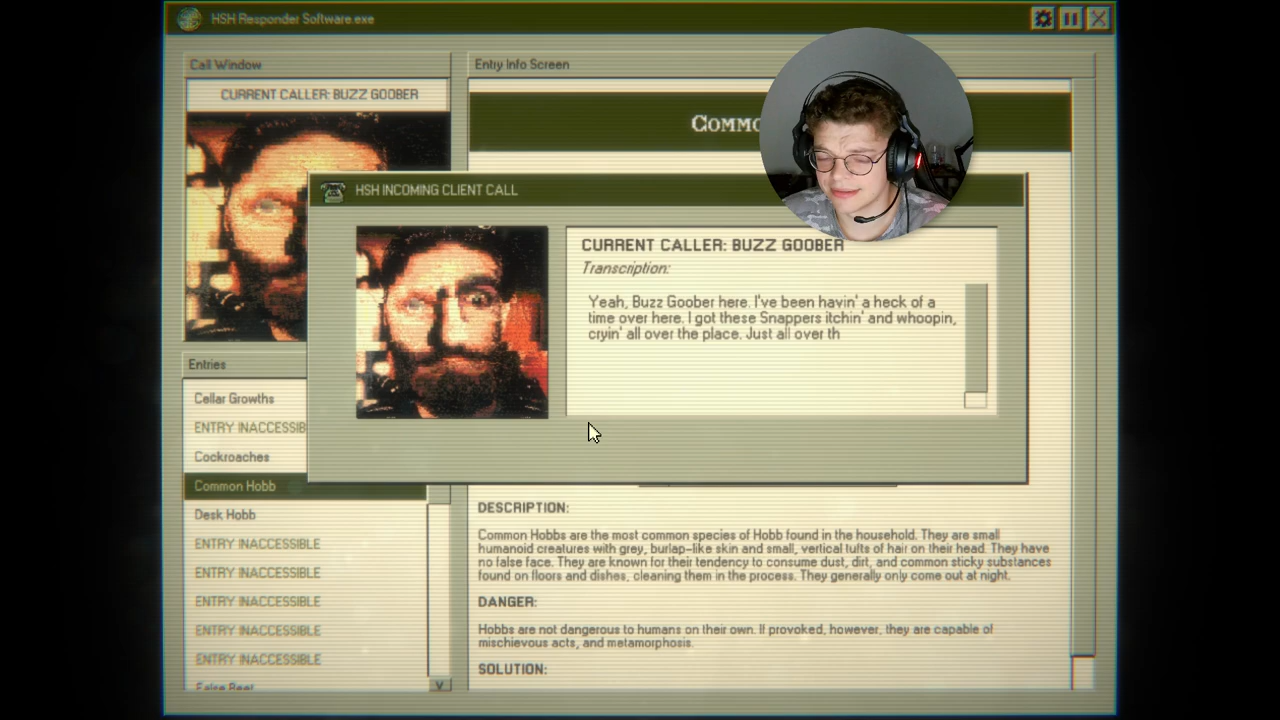 HSH Responder Software.exe
Call Window
CURRENT CALLER: BUZZ GOOBER
Entry Info Screen
HSH INCOMING CLIENT CALL
CURRENT CALLER: BUZZ GOOBER
Transcription:
Yeah, Buzz Goober here. I've been havin' a heck of a
time over here. I got these Snappers itchin' and whoopin,
cryin' all over the place. Just all over th
Entries
Cellar Growths
ENTRY INACCESSIB
Cockroaches
Common Hobb
Desk Hobb
ENTRY INACCESSIBLE
ENTRY INACCESSIBLE
ENTRY INACCESSIBLE
ENTRY INACCESSIBLE
ENTRY INACCESSIBLE
DESCRIPTION:
Common Hobbs are the most common species of Hobb found in the household. They are small
humanoid creatures with grey, burlap-like skin and small, vertical tufts of hair on their head. They have
no false face. They are known for their tendency to consume dust, dirt, and common sticky substances
found on floors and dishes, cleaning them in the process. They generally only come out at night.
DANGER:
Hobbs are not dangerous to humans on their own. If provoked, however, they are capable of
mischievous acts, and metamorphosis.
SOLUTION: